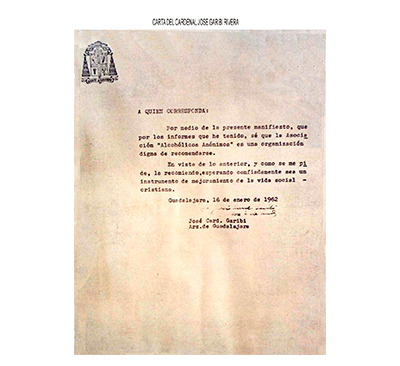 CARTA DEL CARDENAL JOSE GARIBI RIVERA
A QUIEN CORRESPONDA:
Por medio de la presente manifiesto, que
por los informes que he tenido, sé que la Asocia
ción "Alcohólicos Anónimos" es una organización
digna de recomendarse.
En vista de lo anterior, y como se me pi
de, la recomiendo, esperando confiadamente sea un
instrumento de mejoramiento de la vida social -
cristiana.
Guadalajara, 16 de enero de 1962
José Card. Garibi
Arz. de Guadalajara